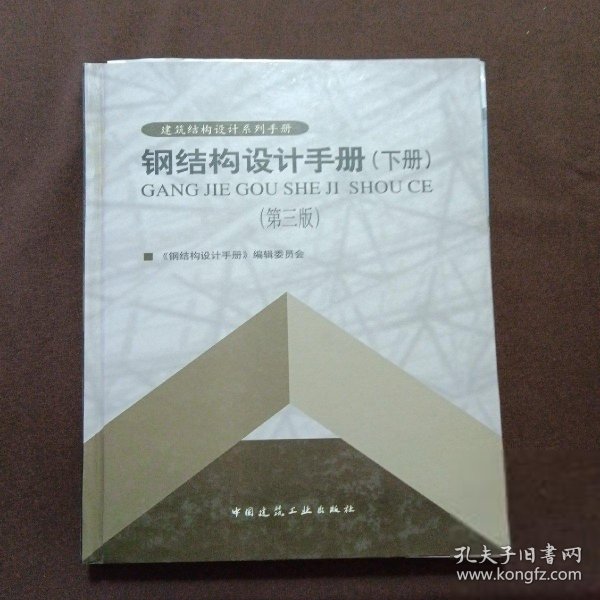 建筑结构设计系列手册
钢结构设计手册(下册)
GANG JIE GOU SHE JI SHOU CE
(第三版)
■ 《钢结构设计手册》编辑委员会
中国建筑工业出版社
孔夫子旧书网
www.kongfz.com